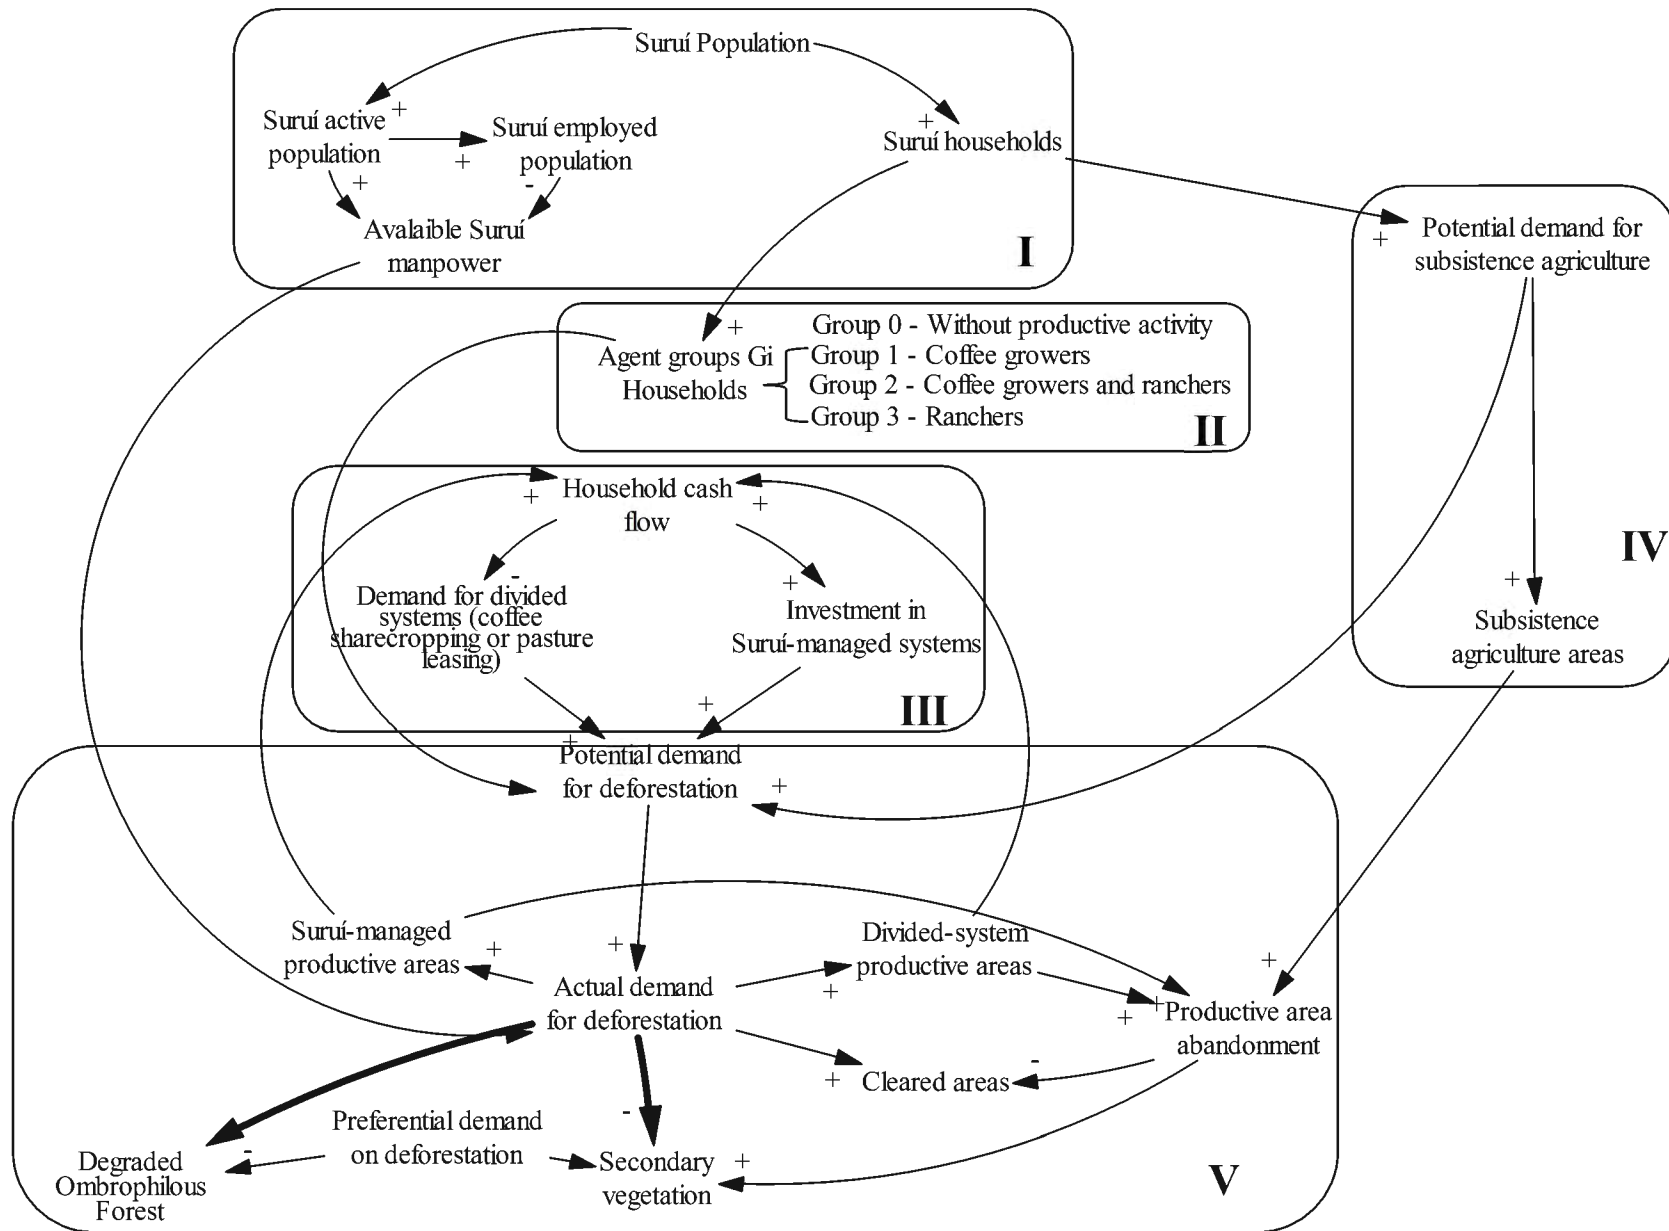 Suruí Population
+
Suruí active
population
+
Suruí employed
population
+
Suruí households
+
-
Avalaible Suruí
manpower
I
Potential demand for
subsistence agriculture
+
+
Agent groups Gi
Households
Group 0 - Without productive activity
Group 1 - Coffee growers
Group 2 - Coffee growers and ranchers
Group 3 - Ranchers
II
Household cash
flow
+
+
-
+
Demand for divided
systems (coffee
sharecropping or pasture
leasing)
Investment in
Suruí-managed systems
+
III
IV
+
Subsistence
agriculture areas
+
Potential demand
for deforestation
+
Suruí-managed
productive areas
+
+
Divided-system
productive areas
+
+
Actual demand
for deforestation
+
+
Productive area
abandonment
+
Cleared areas
-
-
Preferential demand
on deforestation
-
Degraded
Ombrophilous
Forest
Secondary
vegetation
+
V